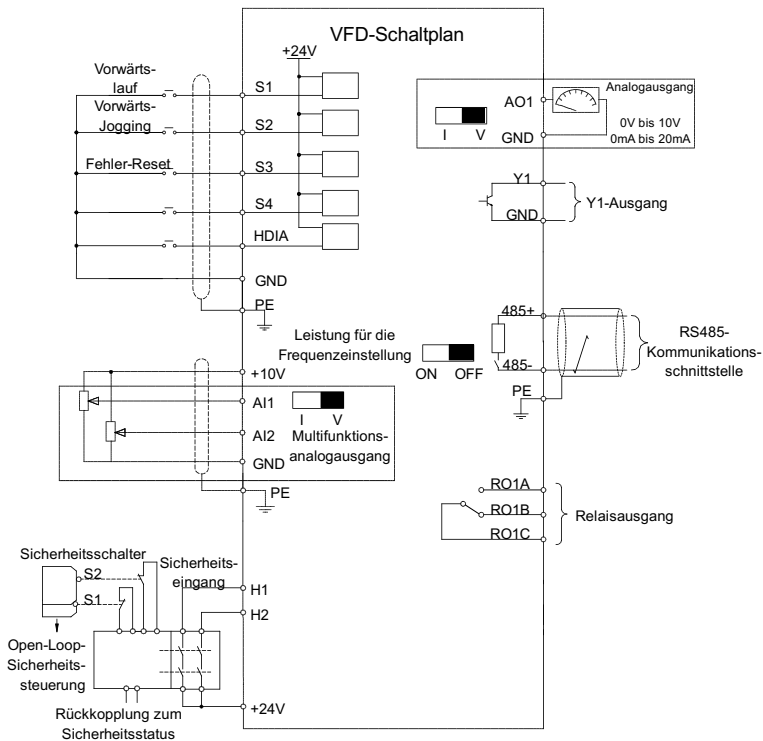 VFD-Schaltplan
+24V
Vorwärts-
lauf
S1
Vorwärts-
Jogging
S2
Fehler-Reset
S3
S4
HDIA
GND
PE
AO1
Analogausgang
I V
0V bis 10V
GND
0mA bis 20mA
Y1
GND
Y1-Ausgang
Leistung für die
Frequenzeinstellung
ON OFF
485+
485-
PE
RS485-
Kommunikations-
schnittstelle
+10V
AI1
I V
AI2
Multifunktions-
analogausgang
GND
PE
RO1A
RO1B
RO1C
Relaisausgang
Sicherheitsschalter
S2
S1
Sicherheits-
eingang
H1
H2
Open-Loop-
Sicherheits-
steuerung
+24V
Rückkopplung zum
Sicherheitsstatus